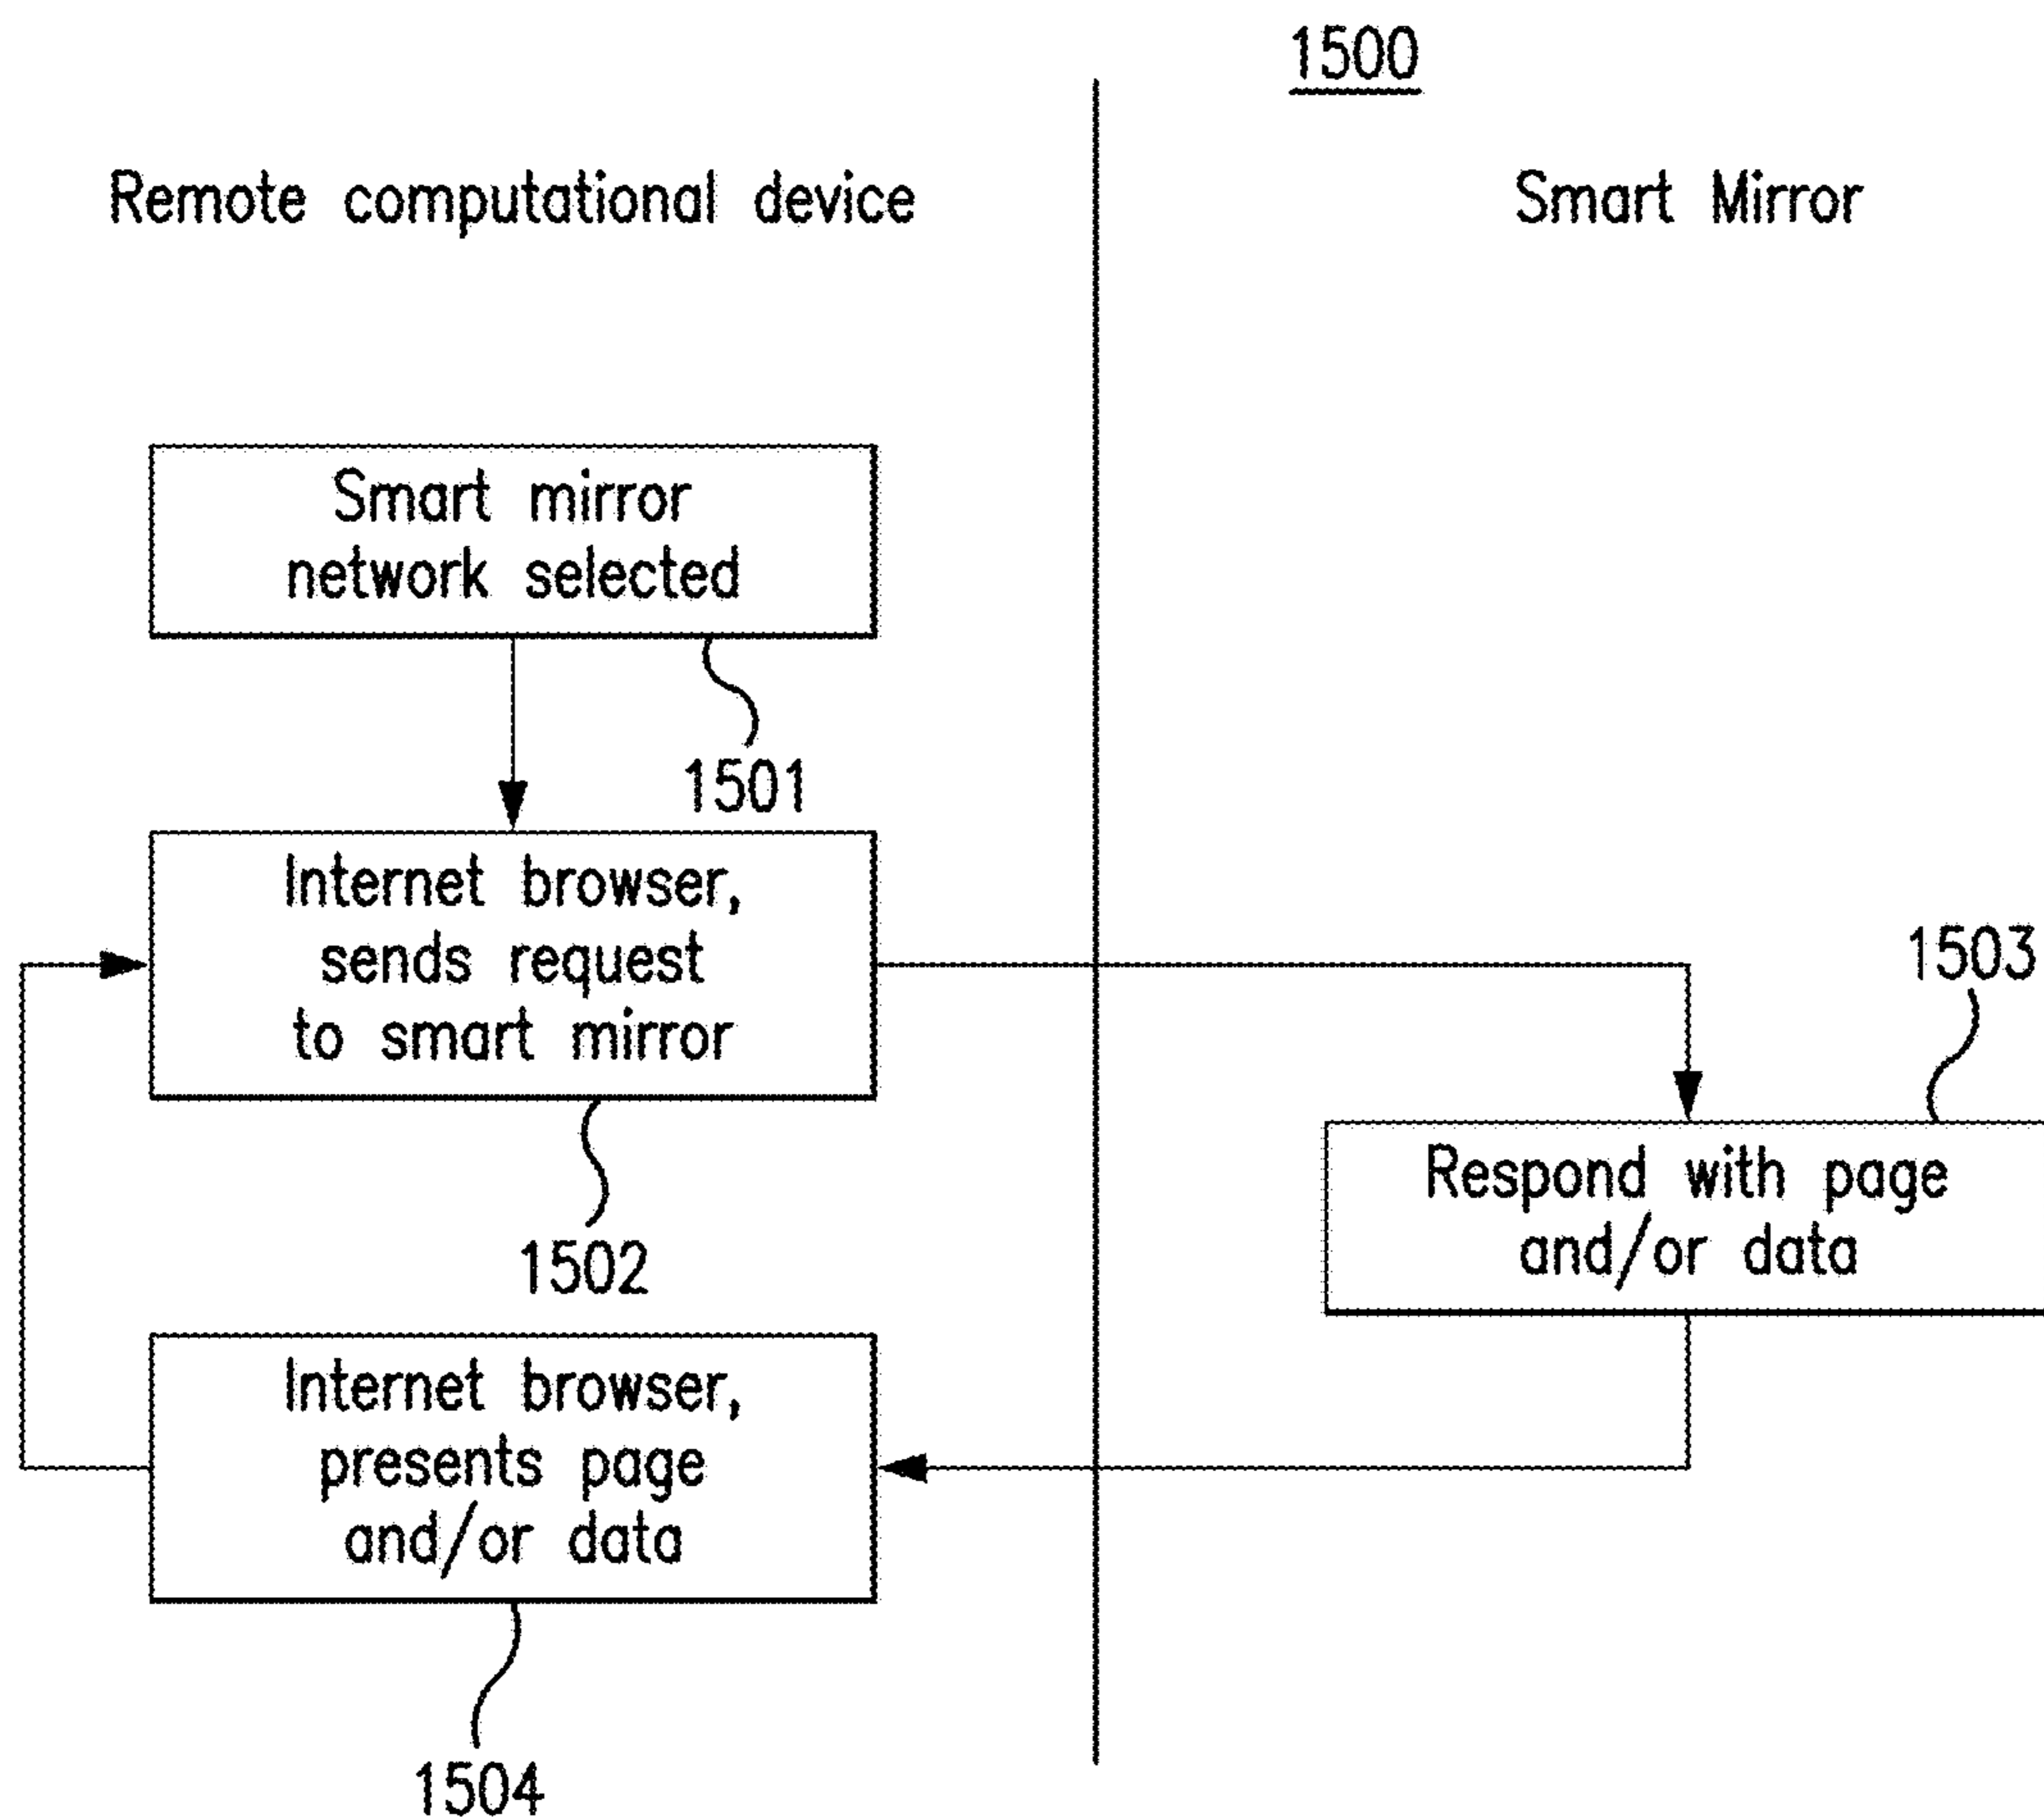 1500
Remote computational device
Smart Mirror
Smart mirror
network selected
1501
Internet browser,
sends request
to smart mirror
1502
1503
Respond with page
and/or data
Internet browser,
presents page
and/or data
1504